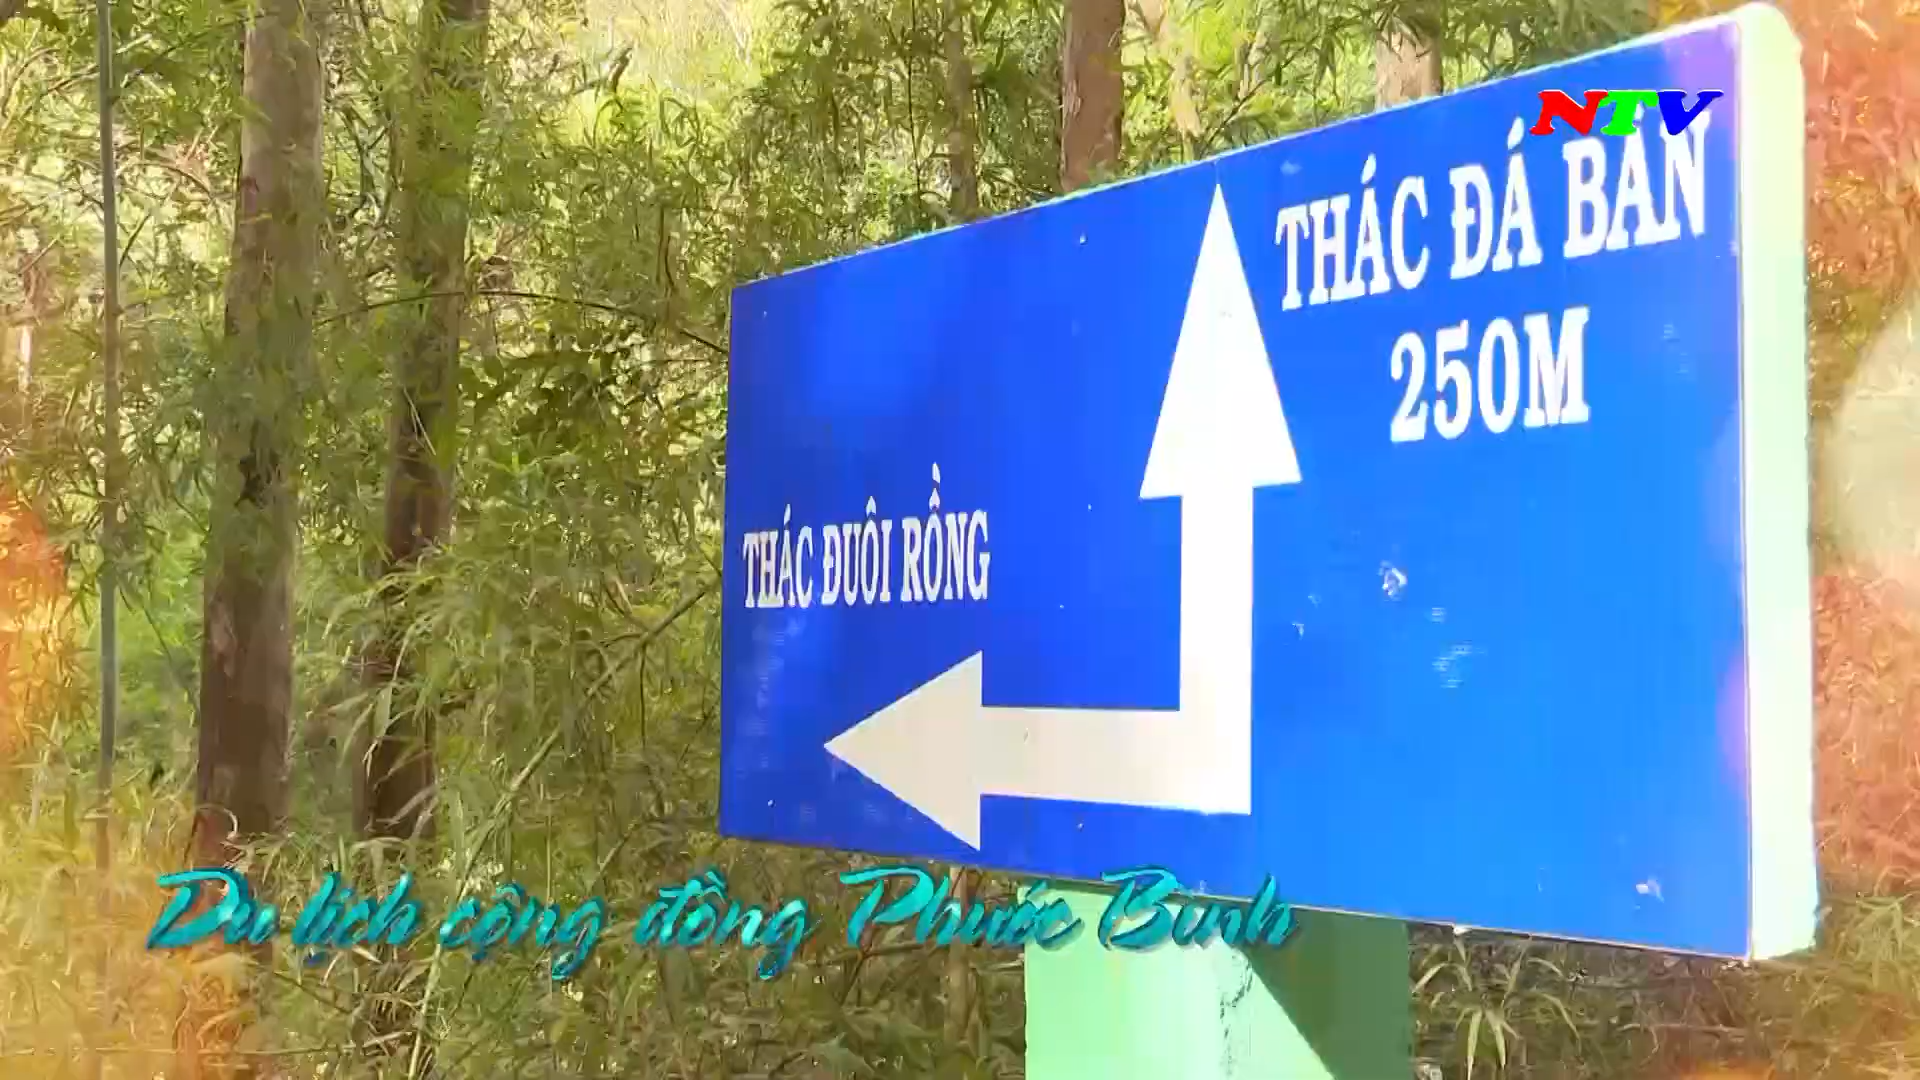 NTV
THÁC ĐÁ BÀN
250M
THÁC ĐUÔI RỒNG
Du lịch cộng đồng Phước Bình